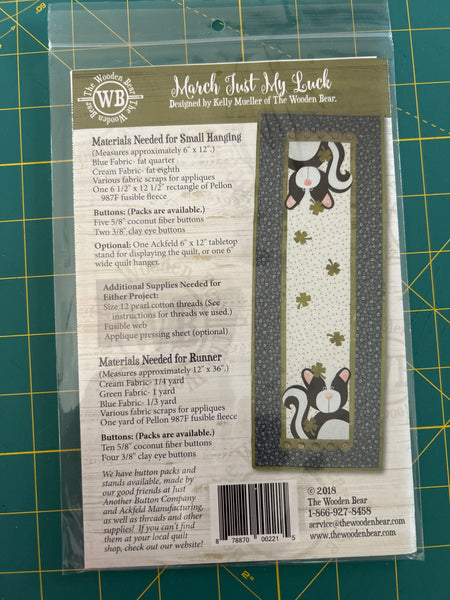 The Wooden Bear
The Wooden Bear
WB
March Just My Luck
Designed by Kelly Mueller of The Wooden Bear.
Materials Needed for Small Hanging
(Measures approximately 6" x 12".)
Blue Fabric- fat quarter
Cream Fabric- fat eighth
Various fabric scraps for appliques
One 6 1/2" x 12 1/2" rectangle of Pellon
987F fusible fleece
Buttons: (Packs are available.)
Five 5/8" coconut fiber buttons
Two 3/8" clay eye buttons
Optional: One Ackfeld 6" x 12" tabletop
stand for displaying the quilt, or one 6"
wide quilt hanger.
Additional Supplies Needed for
Either Project:
Size 12 pearl cotton threads (See
instructions for threads we used.)
Fusible web
Applique pressing sheet (optional)
Materials Needed for Runner
(Measures approximately 12" x 36".)
Cream Fabric- 1/4 yard
Green Fabric- 1 yard
Blue Fabric- 1/3 yard
Various fabric scraps for appliques
One yard of Pellon 987F fusible fleece
Buttons: (Packs are available.)
Ten 5/8" coconut fiber buttons
Four 3/8" clay eye buttons
We have button packs and
stands available, made by
our good friends at Just
Another Button Company
and Ackfeld Manufacturing,
as well as threads and other
supplies! If you can't find
them at your local quilt
shop, check out our website!
8 78870 00221 5
© 2018
The Wooden Bear
1-866-927-8458
service@thewoodenbear.com
www.thewoodenbear.com